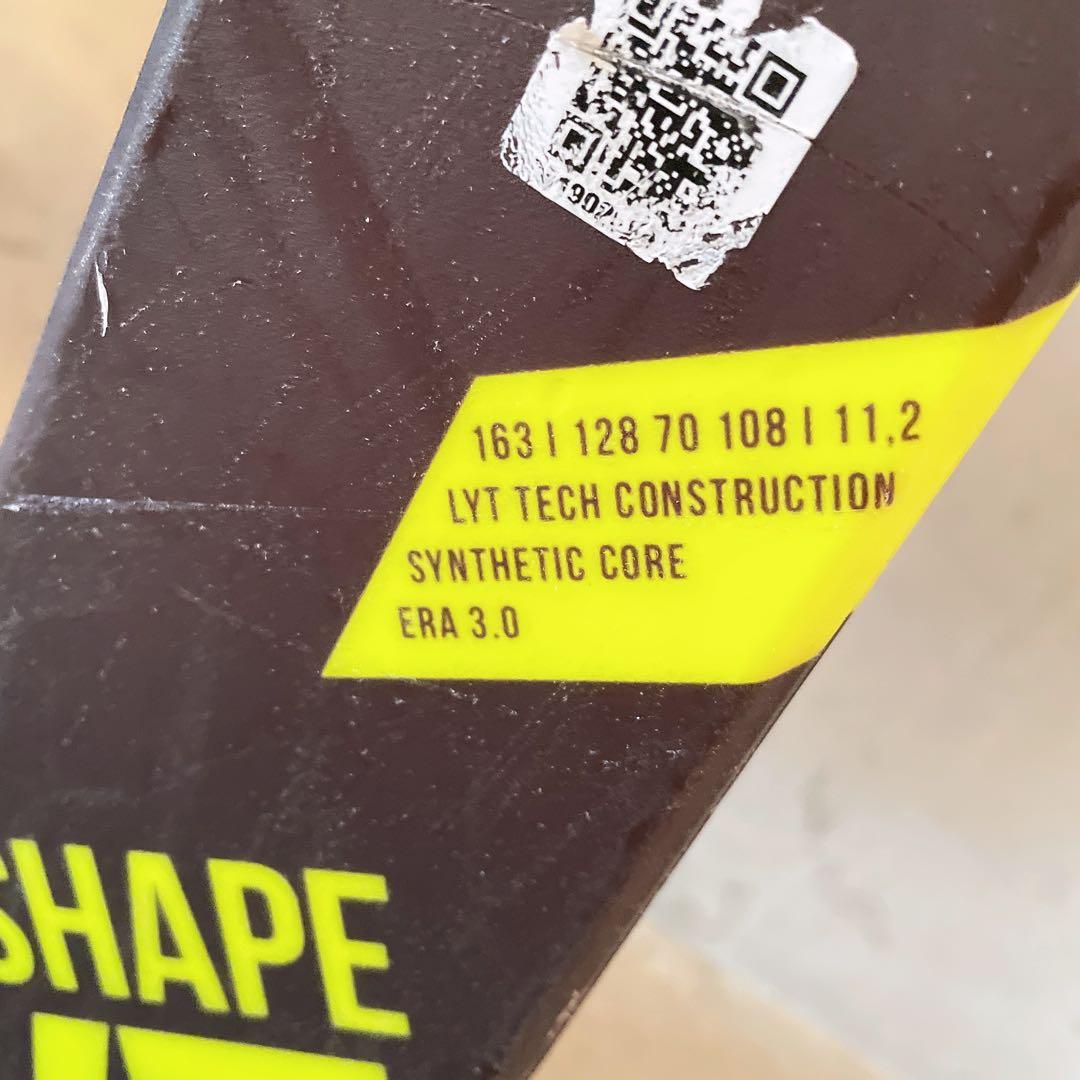 163 | 128 70 108 | 11,2
LYT TECH CONSTRUCTION
SYNTHETIC CORE
ERA 3.0
SHAPE